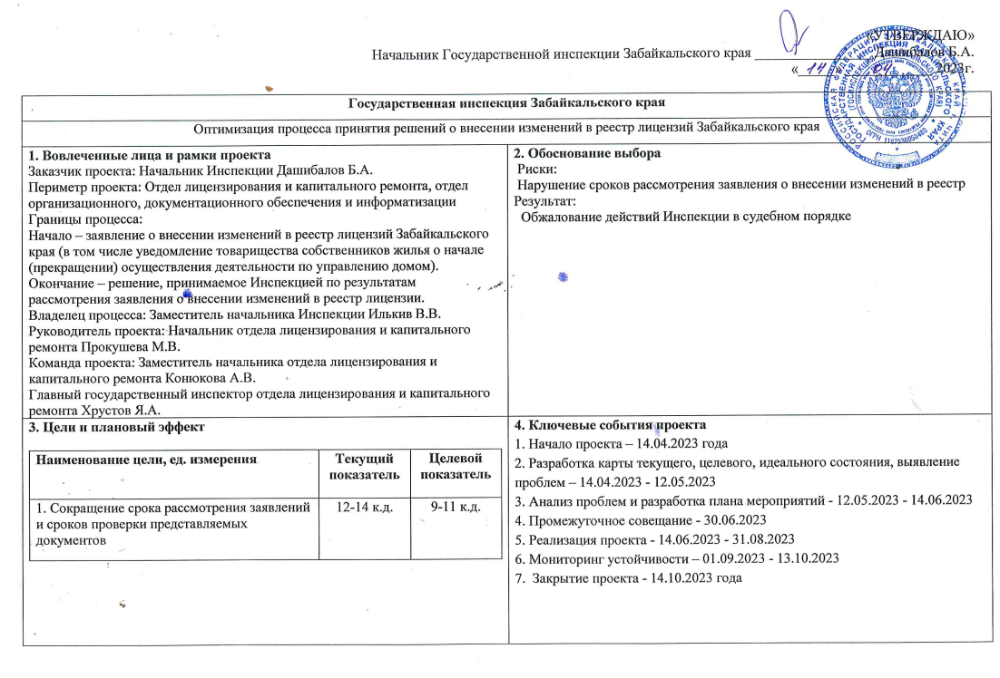 «УТВЕРЖДАЮ»
Начальник Государственной инспекции Забайкальского края ________________ Дашибалов Б.А.
« 14 » 04 2023г.
Государственная инспекция Забайкальского края
Оптимизация процесса принятия решений о внесении изменений в реестр лицензий Забайкальского края
1. Вовлеченные лица и рамки проекта
Заказчик проекта: Начальник Инспекции Дашибалов Б.А.
Периметр проекта: Отдел лицензирования и капитального ремонта, отдел
организационного, документационного обеспечения и информатизации
Границы процесса:
Начало – заявление о внесении изменений в реестр лицензий Забайкальского
края (в том числе уведомление товарищества собственников жилья о начале
(прекращении) осуществления деятельности по управлению домом).
Окончание – решение, принимаемое Инспекцией по результатам
рассмотрения заявления о внесении изменений в реестр лицензии.
Владелец процесса: Заместитель начальника Инспекции Илькив В.В.
Руководитель проекта: Начальник отдела лицензирования и капитального
ремонта Прокушева М.В.
Команда проекта: Заместитель начальника отдела лицензирования и
капитального ремонта Конюкова А.В.
Главный государственный инспектор отдела лицензирования и капитального
ремонта Хрустов Я.А.
2. Обоснование выбора
Риски:
Нарушение сроков рассмотрения заявления о внесении изменений в реестр
Результат:
Обжалование действий Инспекции в судебном порядке
3. Цели и плановый эффект
Наименование цели, ед. измерения
Текущий
показатель
Целевой
показатель
1. Сокращение срока рассмотрения заявлений
и сроков проверки представляемых
документов
12-14 к.д.
9-11 к.д.
4. Ключевые события проекта
1. Начало проекта – 14.04.2023 года
2. Разработка карты текущего, целевого, идеального состояния, выявление
проблем – 14.04.2023 - 12.05.2023
3. Анализ проблем и разработка плана мероприятий - 12.05.2023 - 14.06.2023
4. Промежуточное совещание - 30.06.2023
5. Реализация проекта - 14.06.2023 - 31.08.2023
6. Мониторинг устойчивости – 01.09.2023 - 13.10.2023
7. Закрытие проекта - 14.10.2023 года